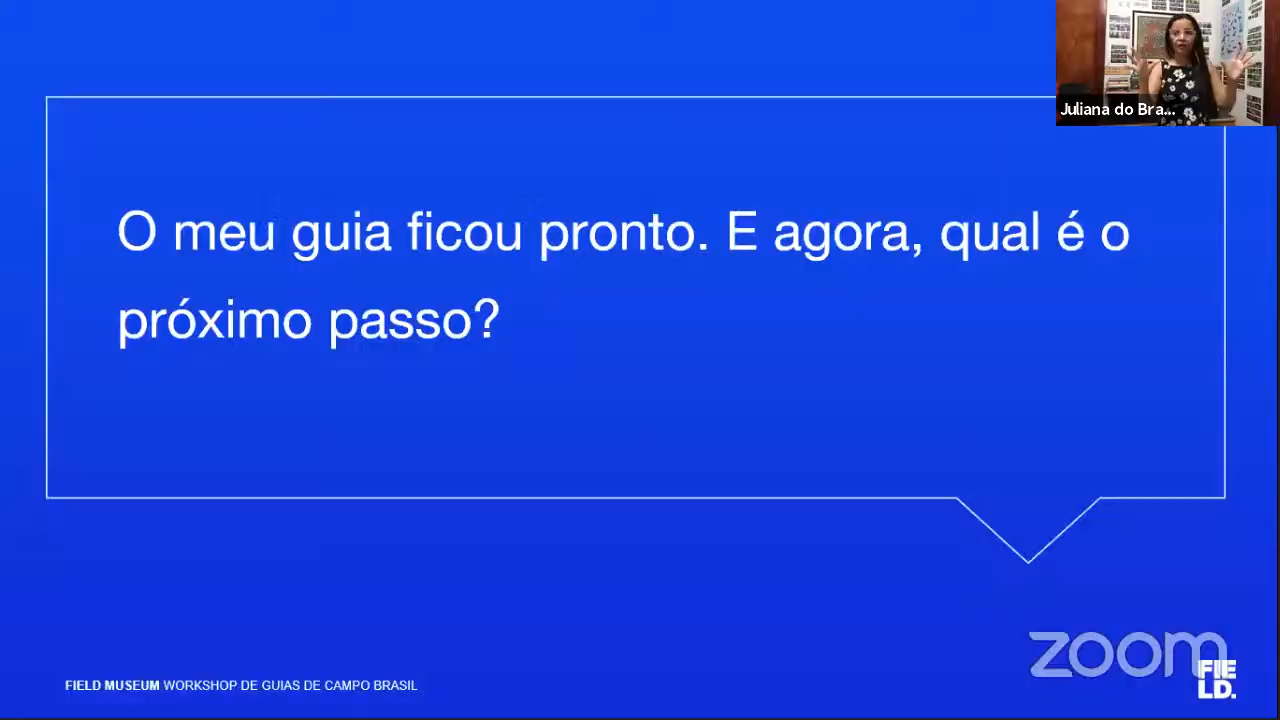 Juliana do Bra...
O meu guia ficou pronto. E agora, qual é o
próximo passo?
zoom
FIELD MUSEUM WORKSHOP DE GUIAS DE CAMPO BRASIL
FIE
LD.